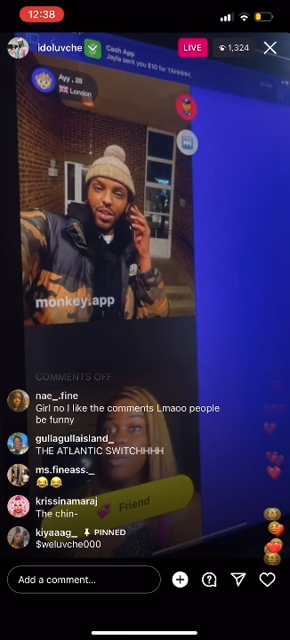 12:38
idoluvche
Cash App
Jayla sent you $10 for YAHHHH.
LIVE
1,324
Ayy , 28
London
monkey.app
COMMENTS OFF
nae_.fine
Girl no I like the comments Lmaoo people
be funny
gullagullaisland_
THE ATLANTIC SWITCHHHH
ms.fineass._
krissinamaraj
The chin-
Friend
kiyaaag_ PINNED
$weluvche000
Add a comment...